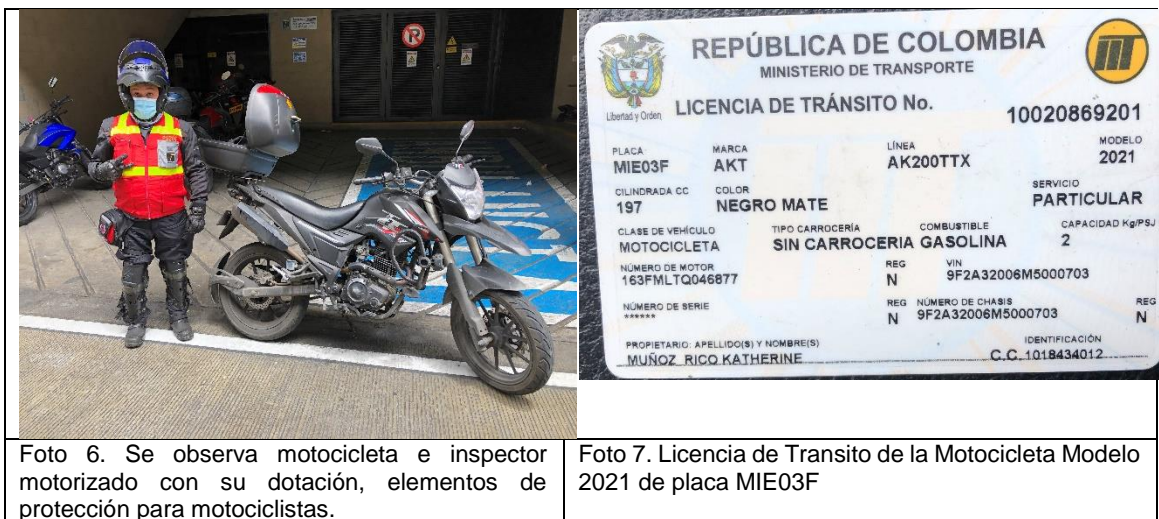 REPÚBLICA DE COLOMBIA
MINISTERIO DE TRANSPORTE
Libertad y Orden
LICENCIA DE TRÁNSITO No.
10020869201
PLACA MARCA LÍNEA MODELO
MIE03F AKT AK200TTX 2021
CILINDRADA CC COLOR SERVICIO
197 NEGRO MATE PARTICULAR
CLASE DE VEHÍCULO TIPO CARROCERÍA COMBUSTIBLE CAPACIDAD Kg/PSJ
MOTOCICLETA SIN CARROCERIA GASOLINA 2
NÚMERO DE MOTOR REG VIN
163FMLTQ046877 N 9F2A32006M5000703
NÚMERO DE SERIE REG NÚMERO DE CHASIS REG
****** N 9F2A32006M5000703 N
PROPIETARIO: APELLIDO(S) Y NOMBRE(S) IDENTIFICACIÓN
MUÑOZ RICO KATHERINE C.C. 1018434012
Foto 6. Se observa motocicleta e inspector
motorizado con su dotación, elementos de
protección para motociclistas.
Foto 7. Licencia de Transito de la Motocicleta Modelo
2021 de placa MIE03F